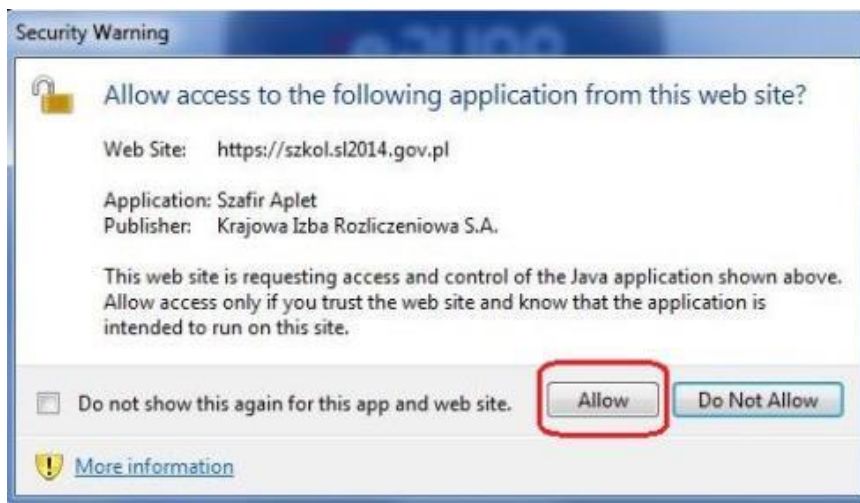 Security Warning
Allow access to the following application from this web site?
Web Site: https://szkol.sl2014.gov.pl
Application: Szafir Aplet
Publisher: Krajowa Izba Rozliczeniowa S.A.
This web site is requesting access and control of the Java application shown above.
Allow access only if you trust the web site and know that the application is
intended to run on this site.
Do not show this again for this app and web site.
Allow
Do Not Allow
More information